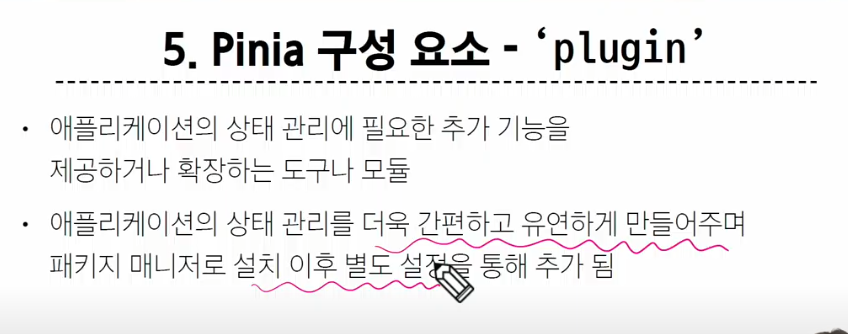 5. Pinia 구성 요소 - ‘plugin’
• 애플리케이션의 상태 관리에 필요한 추가 기능을
제공하거나 확장하는 도구나 모듈
• 애플리케이션의 상태 관리를 더욱 간편하고 유연하게 만들어주며
패키지 매니저로 설치 이후 별도 설정을 통해 추가 됨